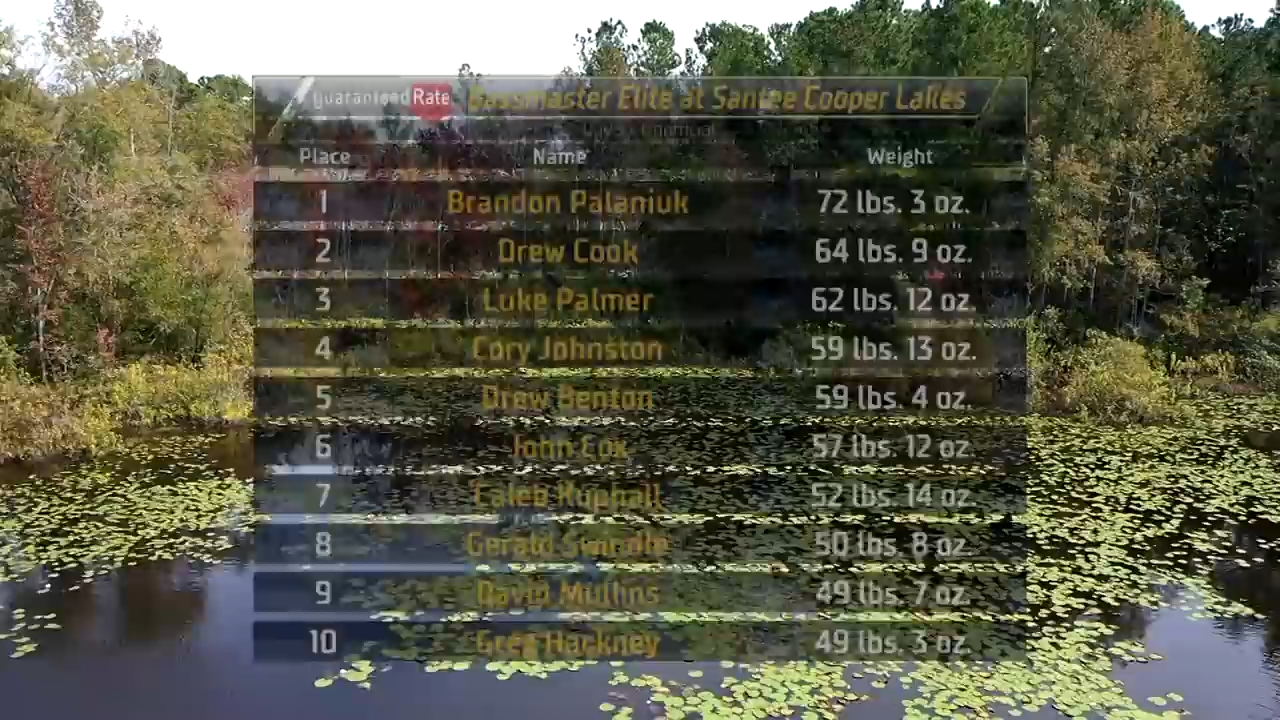 guaranteed Rate Bassmaster Elite at Santee Cooper Lakes
Place Name Weight
1 Brandon Palaniuk 72 lbs. 3 oz.
2 Drew Cook 64 lbs. 9 oz.
3 Luke Palmer 62 lbs. 12 oz.
4 Cory Johnston 59 lbs. 13 oz.
5 Drew Benton 59 lbs. 4 oz.
6 John Cox 57 lbs. 12 oz.
7 Caleb Kuphall 52 lbs. 14 oz.
8 Gerald Swindle 50 lbs. 8 oz.
9 David Mullins 49 lbs. 7 oz.
10 Greg Hackney 49 lbs. 3 oz.